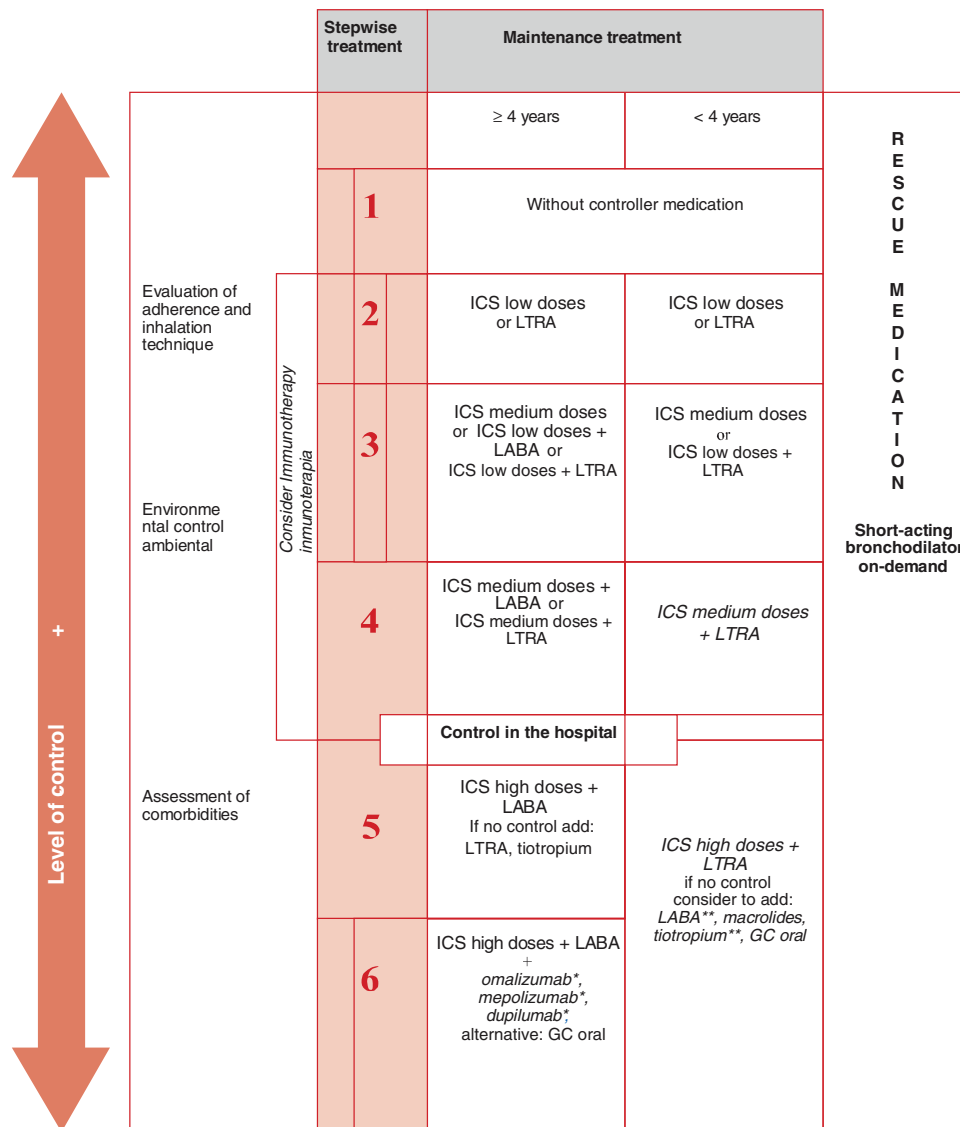 Stepwise
treatment
Maintenance treatment
≥ 4 years
< 4 years
1
Without controller medication
2
ICS low doses
or LTRA
ICS low doses
or LTRA
3
ICS medium doses
or ICS low doses +
LABA or
ICS low doses + LTRA
ICS medium doses
or
ICS low doses +
LTRA
4
ICS medium doses +
LABA or
ICS medium doses +
LTRA
ICS medium doses
+ LTRA
Control in the hospital
5
ICS high doses +
LABA
If no control add:
LTRA, tiotropium
ICS high doses +
LTRA
if no control
consider to add:
LABA**, macrolides,
tiotropium**, GC oral
6
ICS high doses + LABA
+
omalizumab*,
mepolizumab*,
dupilumab*,
alternative: GC oral
Level of control
+
Evaluation of
adherence and
inhalation
technique
Environme
ntal control
ambiental
Assessment of
comorbidities
Consider Immunotherapy
inmunoterapia
RESCUE MEDICATION
Short-acting
bronchodilator
on-demand